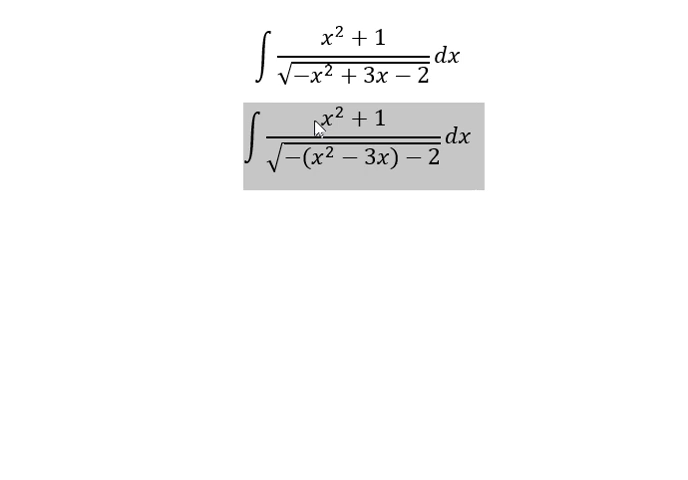 ∫ (x² + 1)/√(−x² + 3x − 2) dx
∫ (x² + 1)/√(−(x² − 3x) − 2) dx